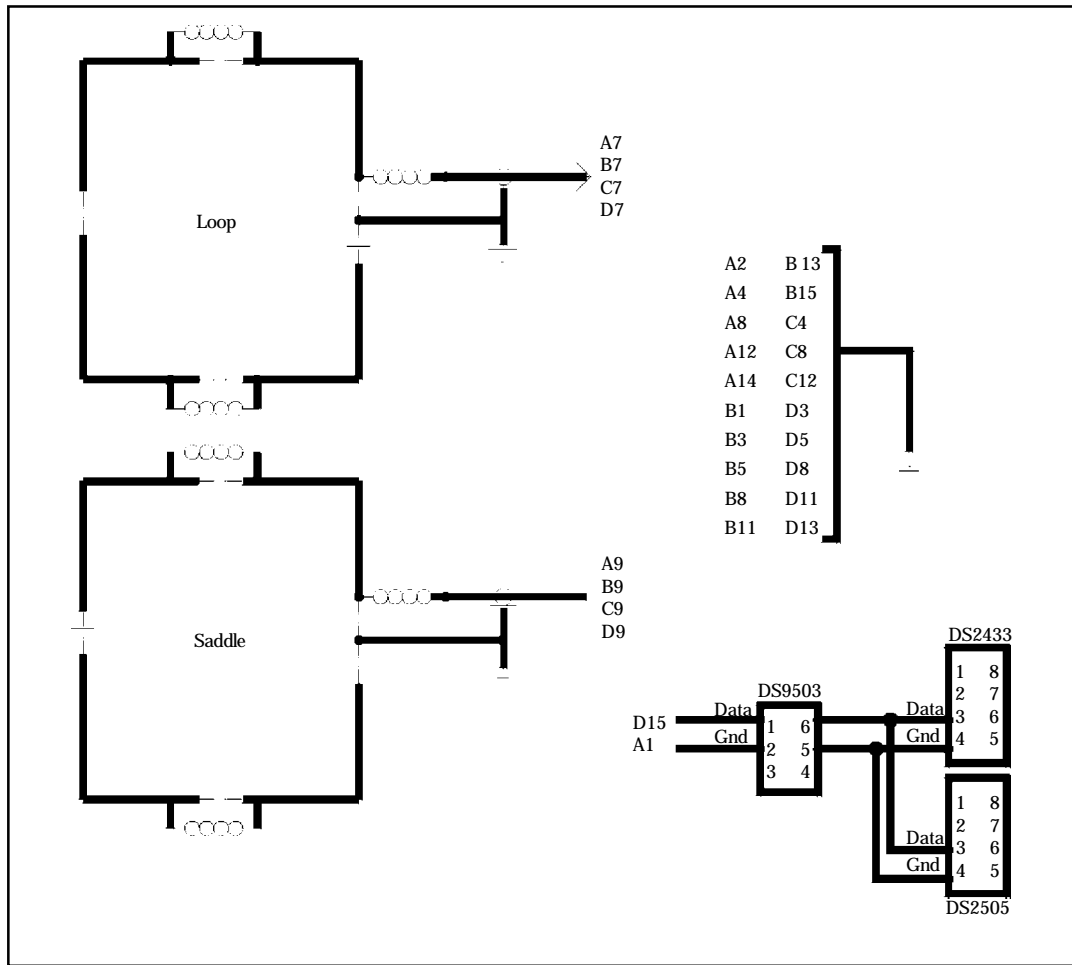 A7
B7
C7
D7
Loop
A2 B 13
A4 B15
A8 C4
A12 C8
A14 C12
B1 D3
B3 D5
B5 D8
B8 D11
B11 D13
A9
B9
C9
D9
Saddle
DS2433
1 8
2 7
Data 3 6
Gnd 4 5
DS9503
D15 Data 1 6
A1 Gnd 2 5
3 4
1 8
2 7
Data 3 6
Gnd 4 5
DS2505